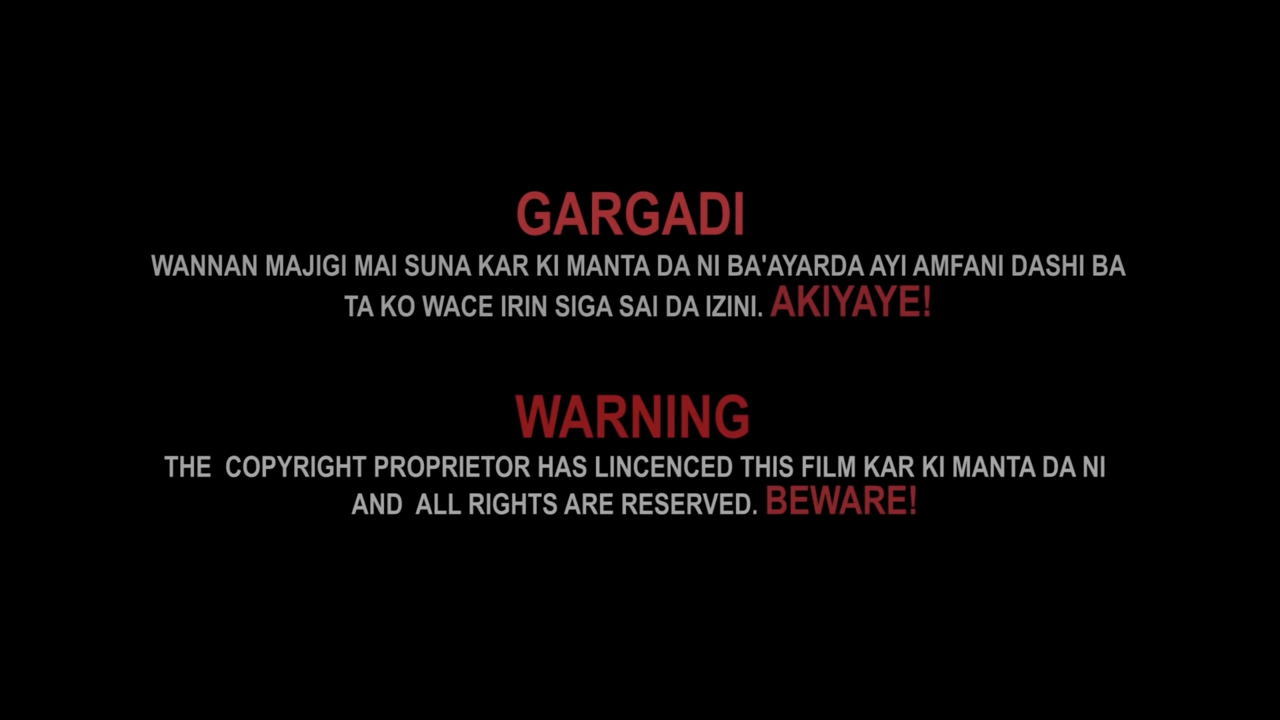 GARGADI
WANNAN MAJIGI MAI SUNA KAR KI MANTA DA NI BA'AYARDA AYI AMFANI DASHI BA
TA KO WACE IRIN SIGA SAI DA IZINI. AKIYAYE!
WARNING
THE  COPYRIGHT PROPRIETOR HAS LINCENCED THIS FILM KAR KI MANTA DA NI
AND  ALL RIGHTS ARE RESERVED. BEWARE!